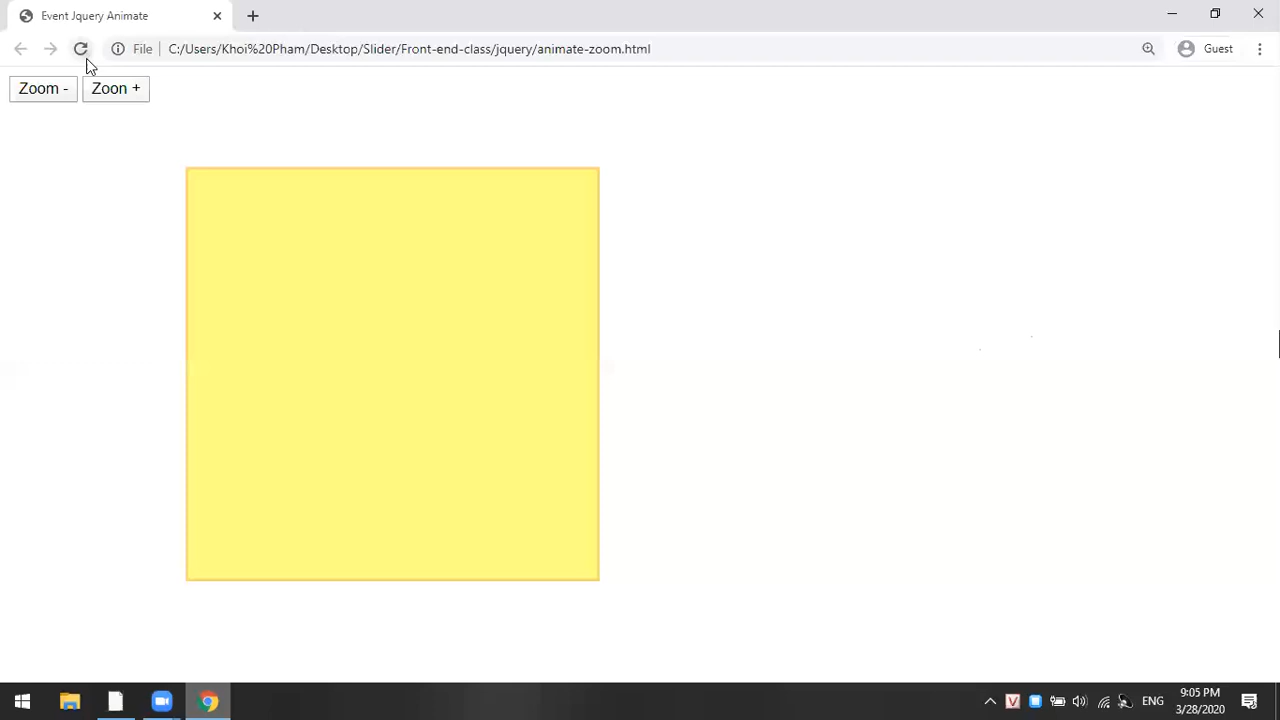 Event Jquery Animate
File
C:/Users/Khoi%20Pham/Desktop/Slider/Front-end-class/jquery/animate-zoom.html
Guest
Zoom -
Zoon +
V
ENG
9:05 PM
3/28/2020